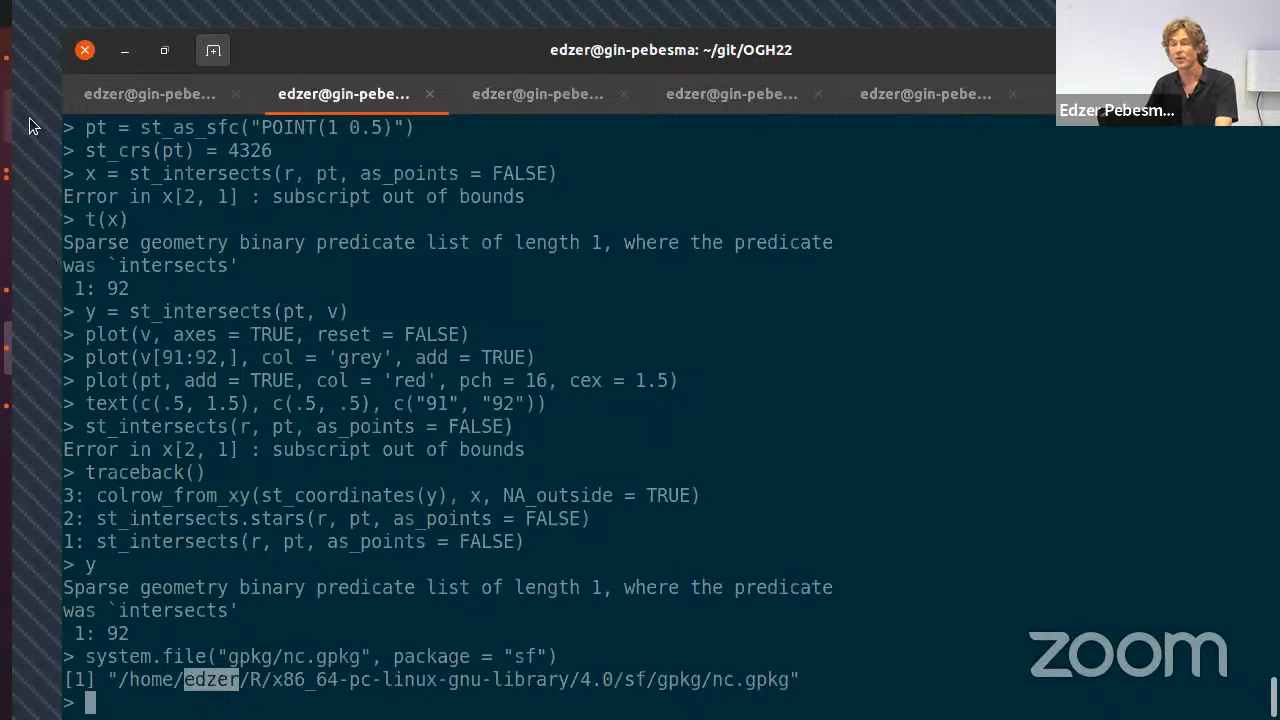 edzer@gin-pebesma: ~/git/OGH22
edzer@gin-pebe... × edzer@gin-pebe... × edzer@gin-pebe... × edzer@gin-pebe... × edzer@gin-pebe... ×
Edzer Pebesm...
> pt = st_as_sfc("POINT(1 0.5)")
> st_crs(pt) = 4326
> x = st_intersects(r, pt, as_points = FALSE)
Error in x[2, 1] : subscript out of bounds
> t(x)
Sparse geometry binary predicate list of length 1, where the predicate
was `intersects'
1: 92
> y = st_intersects(pt, v)
> plot(v, axes = TRUE, reset = FALSE)
> plot(v[91:92,], col = 'grey', add = TRUE)
> plot(pt, add = TRUE, col = 'red', pch = 16, cex = 1.5)
> text(c(.5, 1.5), c(.5, .5), c("91", "92"))
> st_intersects(r, pt, as_points = FALSE)
Error in x[2, 1] : subscript out of bounds
> traceback()
3: colrow_from_xy(st_coordinates(y), x, NA_outside = TRUE)
2: st_intersects.stars(r, pt, as_points = FALSE)
1: st_intersects(r, pt, as_points = FALSE)
> y
Sparse geometry binary predicate list of length 1, where the predicate
was `intersects'
1: 92
> system.file("gpkg/nc.gpkg", package = "sf")
[1] "/home/edzer/R/x86_64-pc-linux-gnu-library/4.0/sf/gpkg/nc.gpkg"
>
zoom